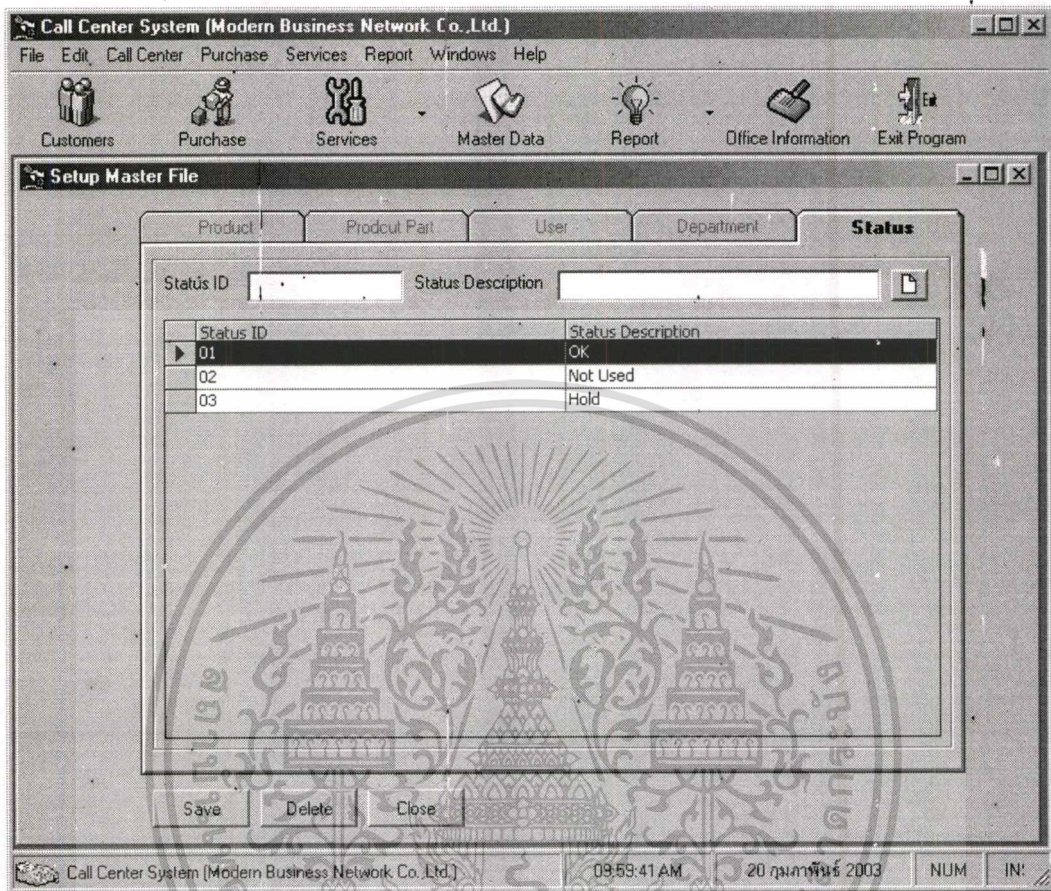 Call Center System (Modern Business Network Co.,Ltd.)
File Edit Call Center Purchase Services Report Windows Help
Customers Purchase Services Master Data Report Office Information Exit Program
Exit
Setup Master File
Product Prodcut Part User Department Status
Status ID Status Description
Status ID Status Description
01 OK
02 Not Used
03 Hold
Save Delete Close
Call Center System (Modern Business Network Co.,Ltd.) 09:59:41 AM 20 กุมภาพันธ์ 2003 NUM IN